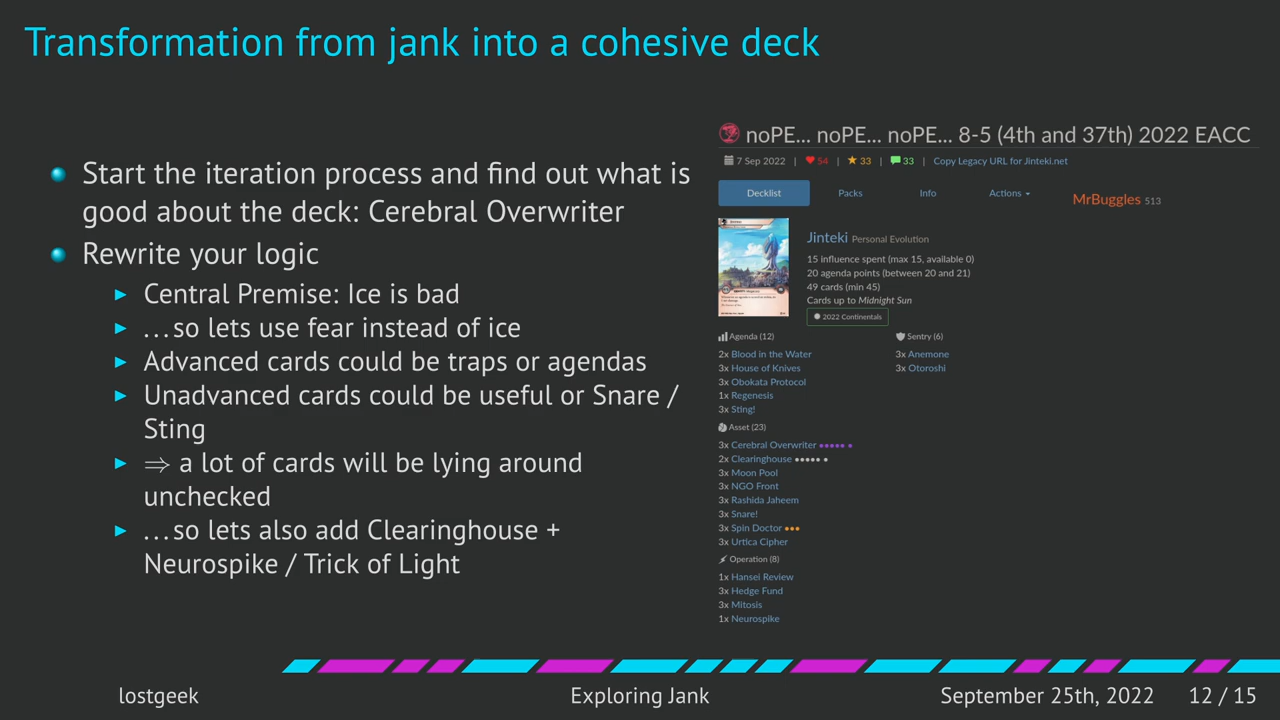 Transformation from jank into a cohesive deck
Start the iteration process and find out what is
good about the deck: Cerebral Overwriter
Rewrite your logic
Central Premise: Ice is bad
...so lets use fear instead of ice
Advanced cards could be traps or agendas
Unadvanced cards could be useful or Snare /
Sting
⇒ a lot of cards will be lying around
unchecked
...so lets also add Clearinghouse +
Neurospike / Trick of Light
noPE... noPE... noPE... 8-5 (4th and 37th) 2022 EACC
7 Sep 2022 | 54 | 33 | 33 | Copy Legacy URL for Jinteki.net
Decklist Packs Info Actions
MrBuggles 513
Jinteki Personal Evolution
15 influence spent (max 15, available 0)
20 agenda points (between 20 and 21)
49 cards (min 45)
Cards up to Midnight Sun
2022 Continentals
Agenda (12)
2x Blood in the Water
3x House of Knives
3x Obokata Protocol
1x Regenesis
3x Sting!
Asset (23)
3x Cerebral Overwriter
2x Clearinghouse
3x Moon Pool
3x NGO Front
3x Rashida Jaheem
3x Snare!
3x Spin Doctor
3x Urtica Cipher
Operation (8)
1x Hansei Review
3x Hedge Fund
3x Mitosis
1x Neurospike
Sentry (6)
3x Anemone
3x Otoroshi
lostgeek
Exploring Jank
September 25th, 2022
12 / 15